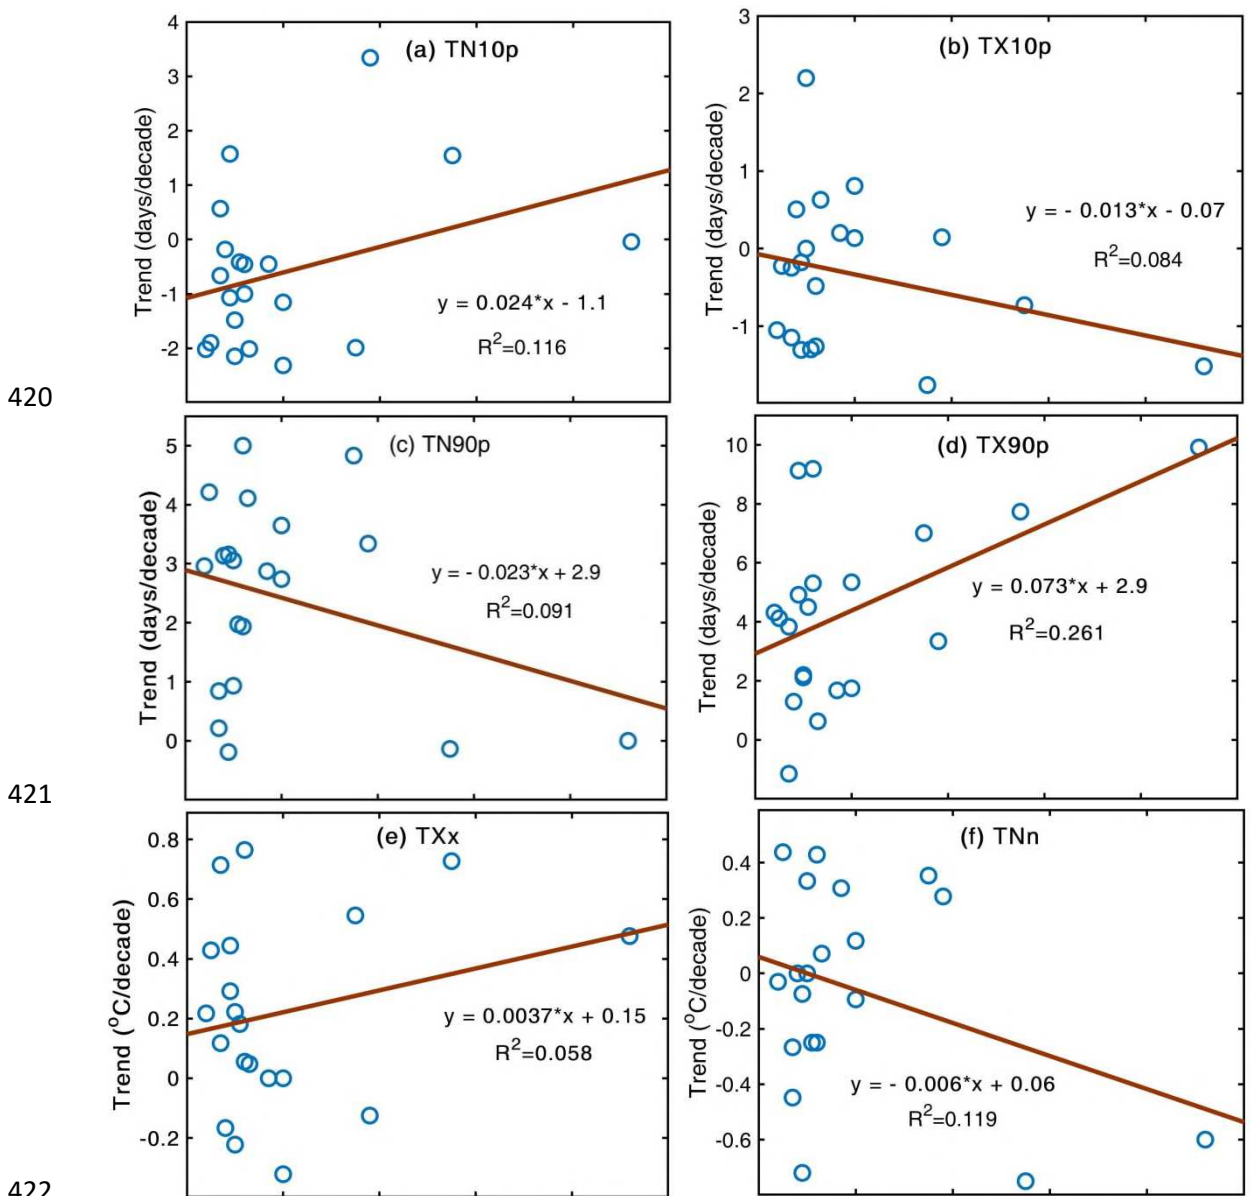 4
3
2
1
0
-1
-2
Trend (days/decade)
(a) TN10p
y = 0.024*x - 1.1
R2=0.116
3
2
1
0
-1
Trend (days/decade)
(b) TX10p
y = - 0.013*x - 0.07
R2=0.084
420
5
4
3
2
1
0
Trend (days/decade)
(c) TN90p
y = - 0.023*x + 2.9
R2=0.091
10
8
6
4
2
0
Trend (days/decade)
(d) TX90p
y = 0.073*x + 2.9
R2=0.261
421
0.8
0.6
0.4
0.2
0
-0.2
Trend (oC/decade)
(e) TXx
y = 0.0037*x + 0.15
R2=0.058
0.4
0.2
0
-0.2
-0.4
-0.6
Trend (oC/decade)
(f) TNn
y = - 0.006*x + 0.06
R2=0.119
422